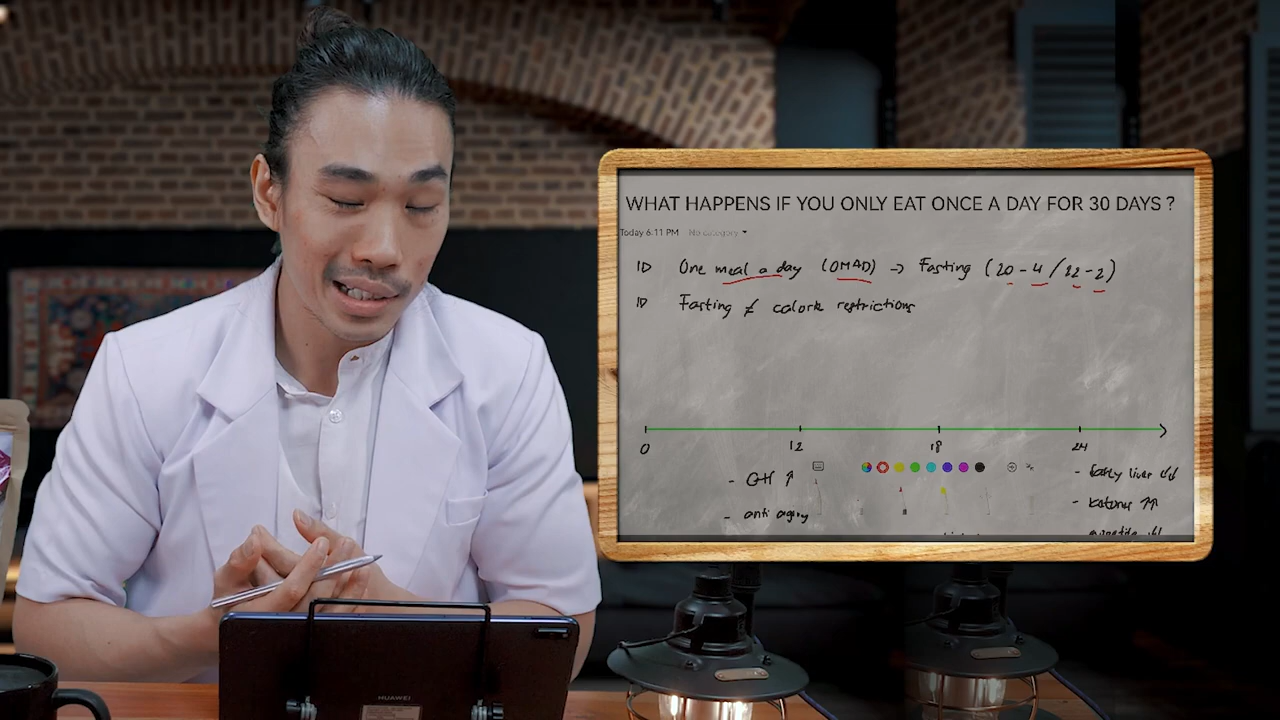 WHAT HAPPENS IF YOU ONLY EAT ONCE A DAY FOR 30 DAYS ?
Today 6:11 PM No category
One meal a day (OMAD) → Fasting (20 - 4 / 22 - 2)
Fasting ≠ calorie restrictions
0 12 18 24
- GH ↑
- anti aging
- Fatty liver ↓↓
- ketones ↑↑
HUAWEI